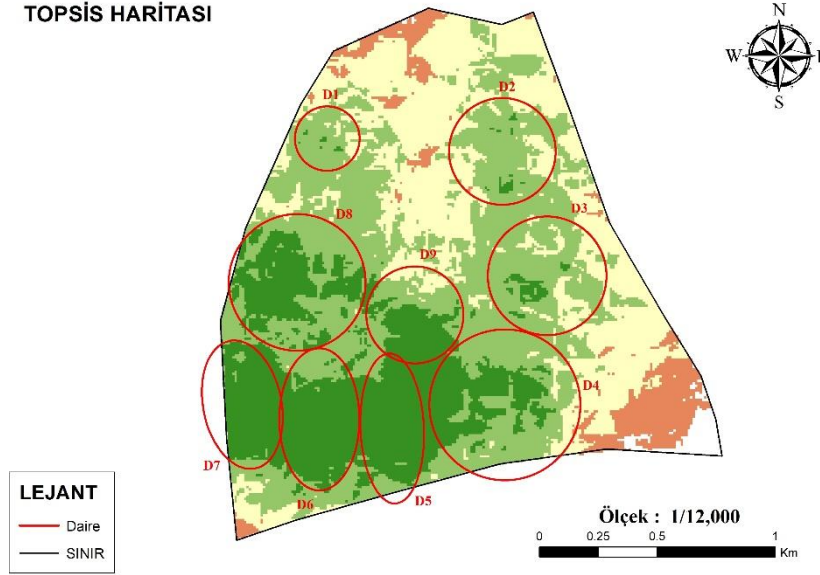 TOPSİS HARİTASI
N
W
E
S
D1
D2
D3
D8
D9
D4
D7
D6
D5
LEJANT
Daire
SINIR
Ölçek : 1/12,000
0 0.25 0.5 1
Km